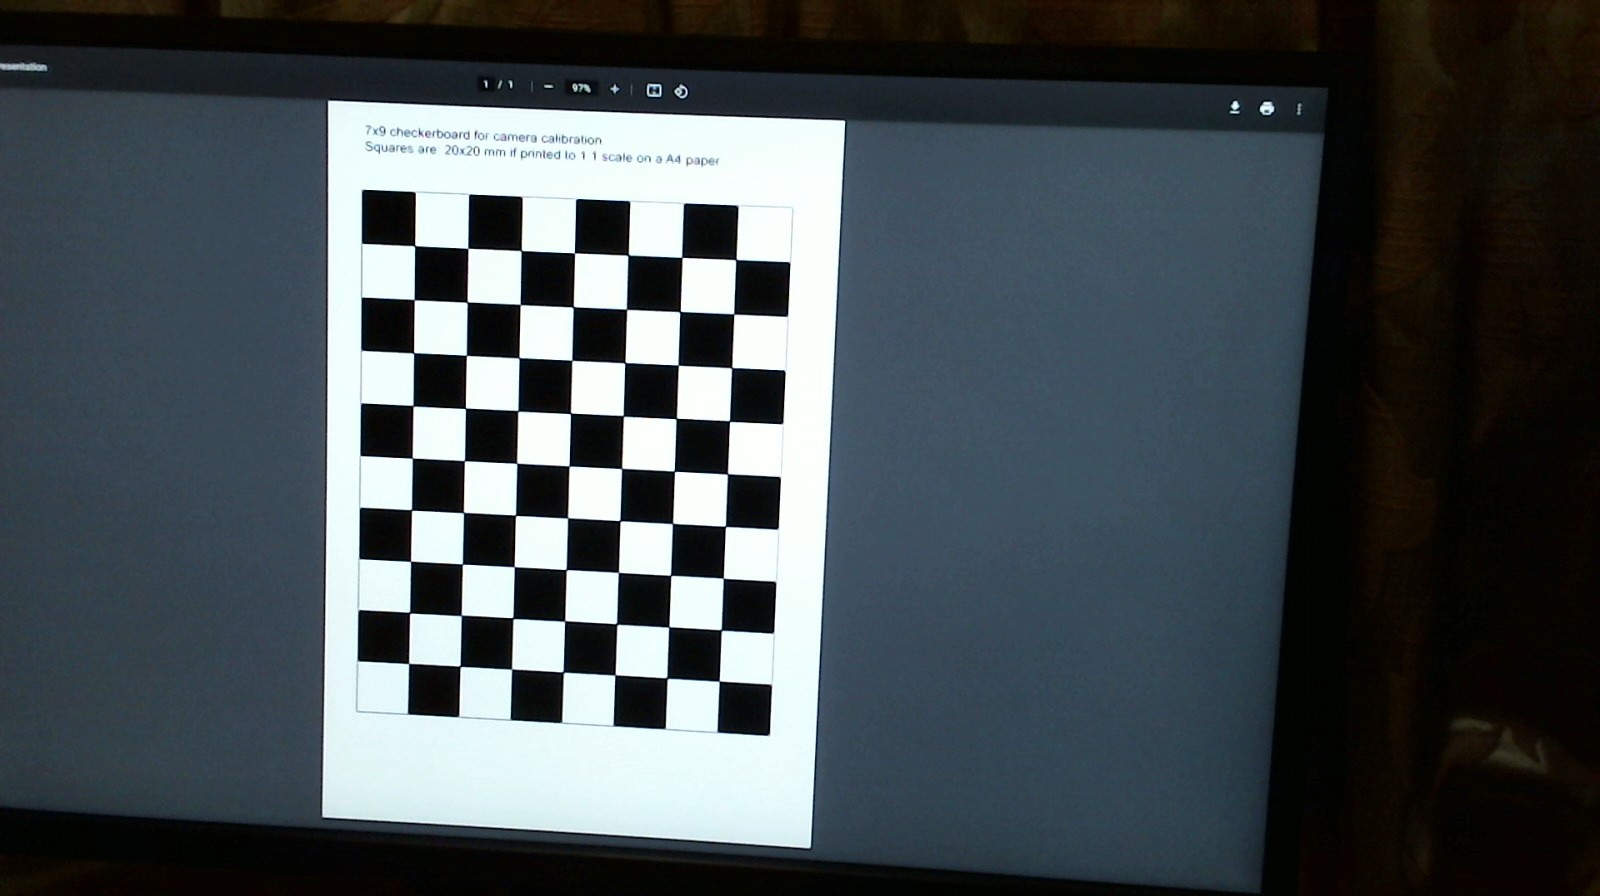 1 / 1 97%
7x9 checkerboard for camera calibration
Squares are 20x20 mm if printed to 1 1 scale on a A4 paper